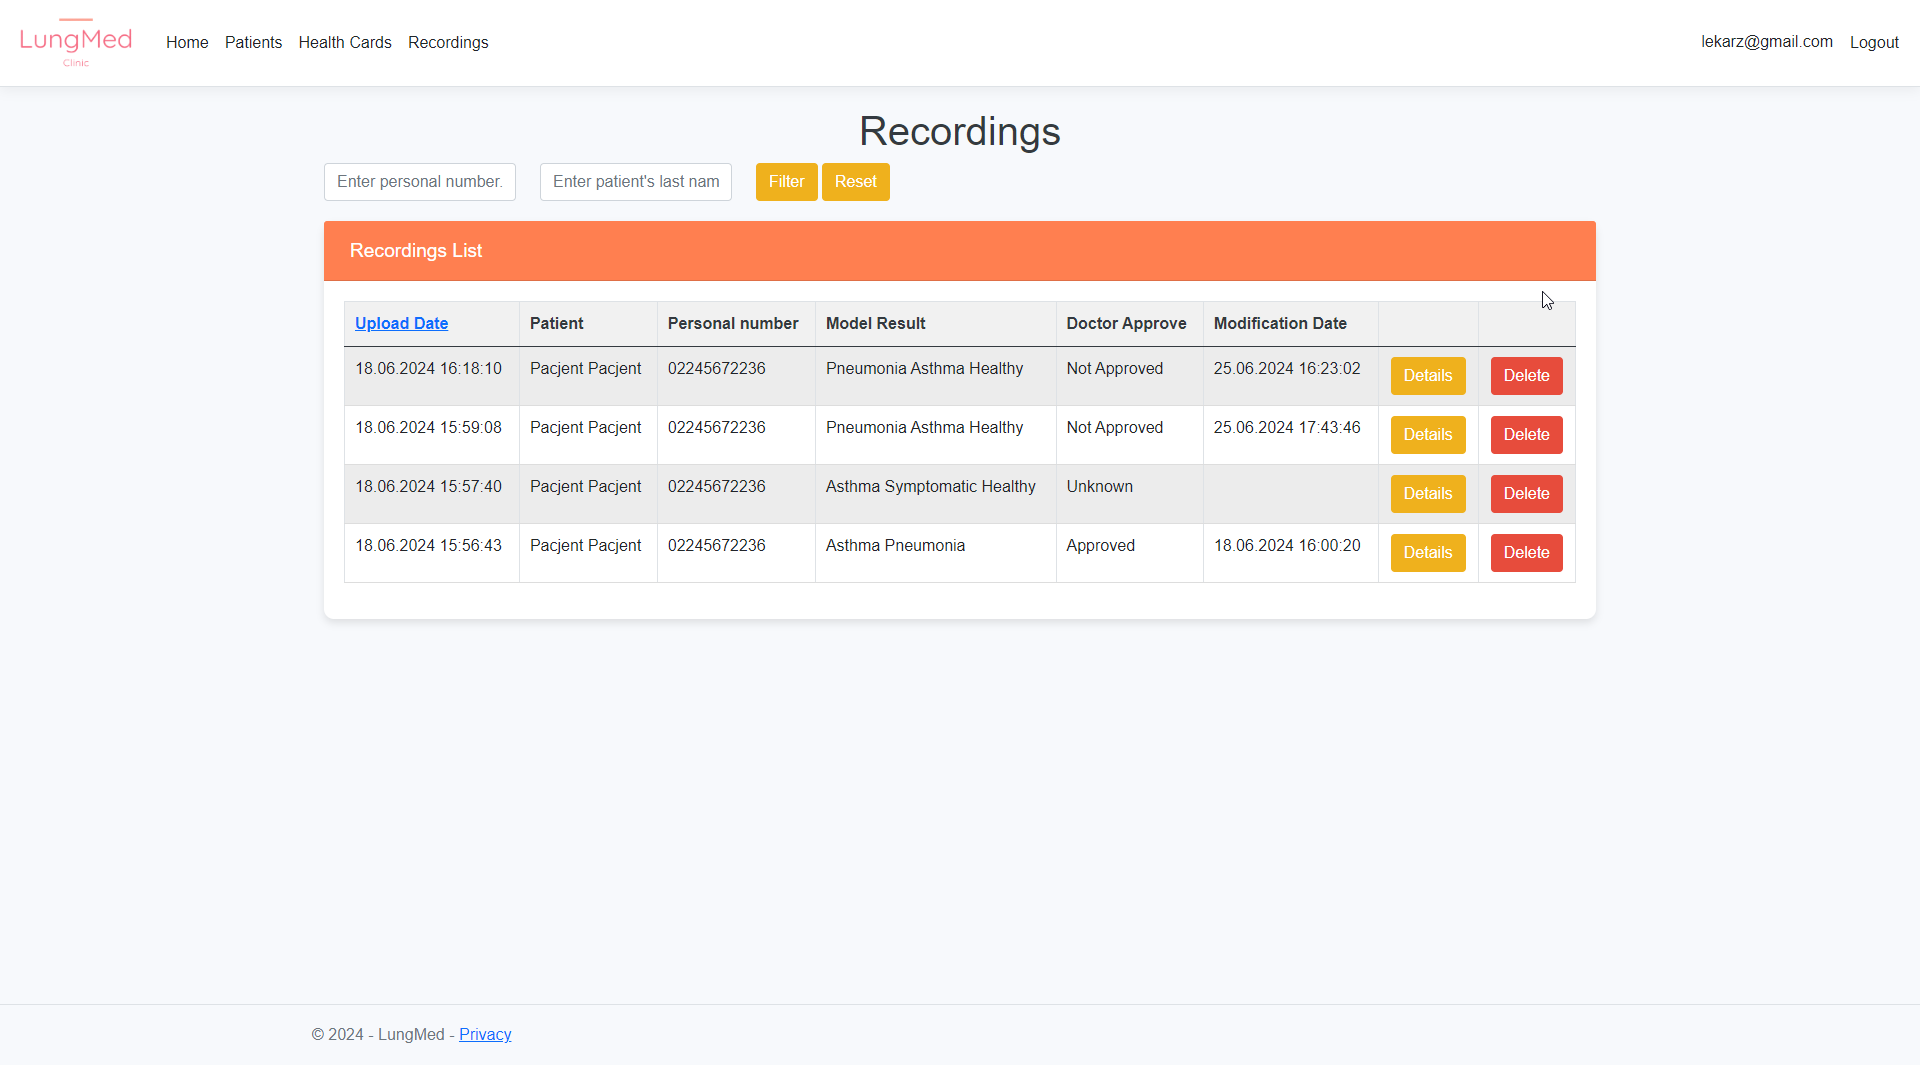 LungMed
Clinic
Home Patients Health Cards Recordings lekarz@gmail.com Logout
Recordings
Enter personal number. Enter patient's last nam Filter Reset
Recordings List
Upload Date Patient Personal number Model Result Doctor Approve Modification Date
18.06.2024 16:18:10 Pacjent Pacjent 02245672236 Pneumonia Asthma Healthy Not Approved 25.06.2024 16:23:02 Details Delete
18.06.2024 15:59:08 Pacjent Pacjent 02245672236 Pneumonia Asthma Healthy Not Approved 25.06.2024 17:43:46 Details Delete
18.06.2024 15:57:40 Pacjent Pacjent 02245672236 Asthma Symptomatic Healthy Unknown Details Delete
18.06.2024 15:56:43 Pacjent Pacjent 02245672236 Asthma Pneumonia Approved 18.06.2024 16:00:20 Details Delete
© 2024 - LungMed - Privacy